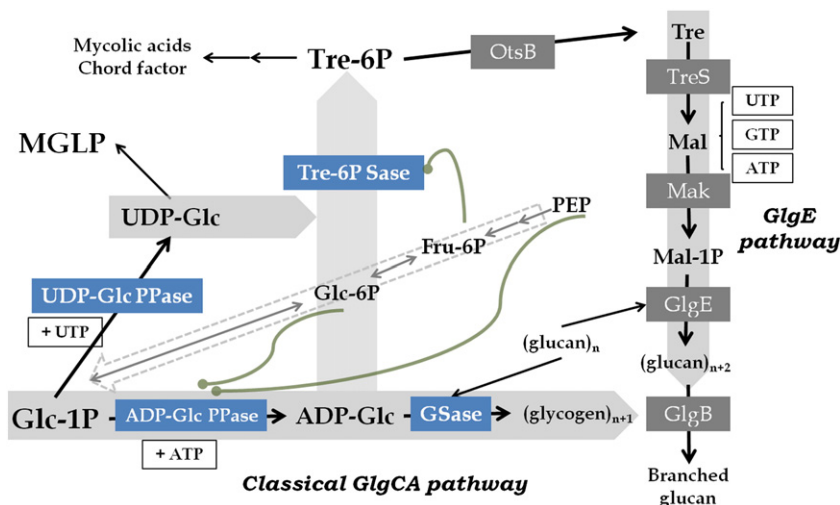 Mycolic acids
Chord factor
Tre-6P
OtsB
Tre
TreS
UTP
GTP
ATP
Mal
Mak
GlgE
pathway
Mal-1P
GlgE
(glucan)n+2
GlgB
Branched
glucan
MGLP
Tre-6P Sase
UDP-Glc
PEP
Fru-6P
Glc-6P
UDP-Glc PPase
+ UTP
(glucan)n
Glc-1P
ADP-Glc PPase
ADP-Glc
GSase
(glycogen)n+1
+ ATP
Classical GlgCA pathway